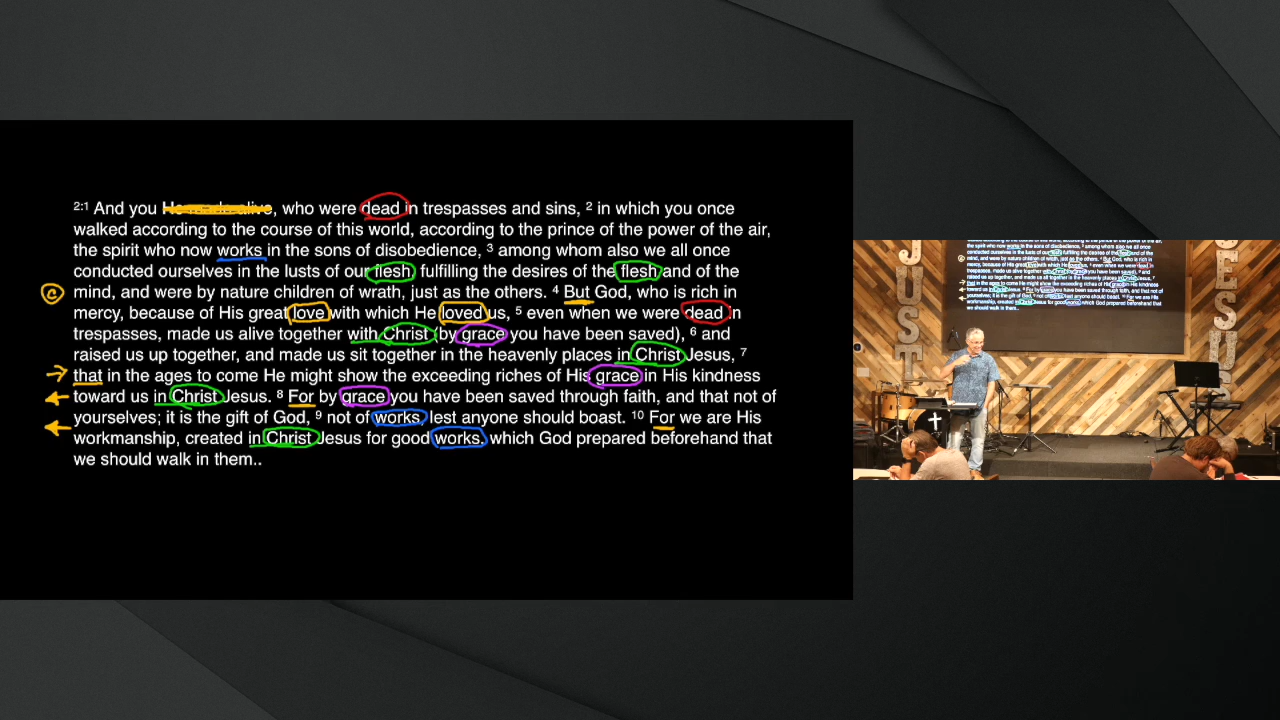 2:1 And you He made alive, who were dead in trespasses and sins, 2 in which you once
walked according to the course of this world, according to the prince of the power of the air,
the spirit who now works in the sons of disobedience, 3 among whom also we all once
conducted ourselves in the lusts of our flesh, fulfilling the desires of the flesh and of the
c mind, and were by nature children of wrath, just as the others. 4 But God, who is rich in
mercy, because of His great love with which He loved us, 5 even when we were dead in
trespasses, made us alive together with Christ (by grace you have been saved), 6 and
raised us up together, and made us sit together in the heavenly places in Christ Jesus, 7
→ that in the ages to come He might show the exceeding riches of His grace in His kindness
← toward us in Christ Jesus. 8 For by grace you have been saved through faith, and that not of
← yourselves; it is the gift of God, 9 not of works, lest anyone should boast. 10 For we are His
workmanship, created in Christ Jesus for good works, which God prepared beforehand that
we should walk in them..
JUST
JESUS